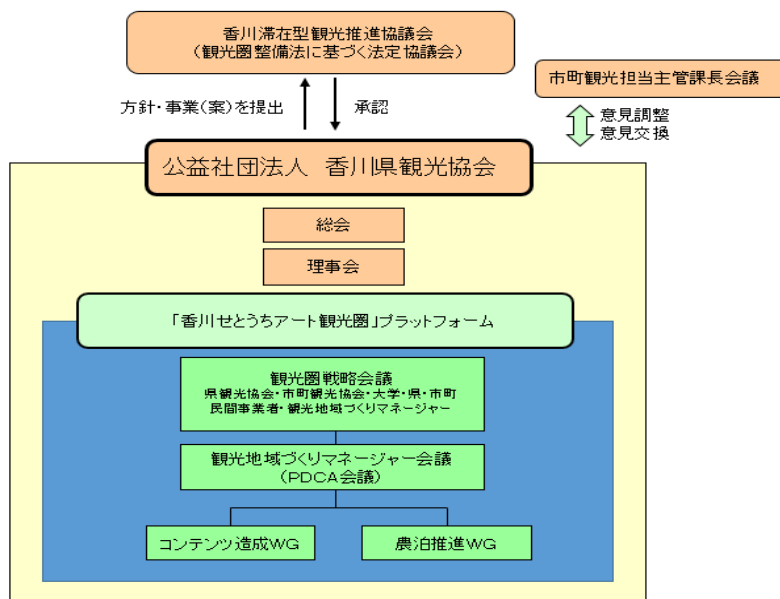 香川滞在型観光推進協議会
(観光圏整備法に基づく法定協議会)
市町観光担当主管課長会議
方針・事業(案)を提出
承認
意見調整
意見交換
公益社団法人 香川県観光協会
総会
理事会
「香川せとうちアート観光圏」プラットフォーム
観光圏戦略会議
県観光協会・市町観光協会・大学・県・市町
民間事業者・観光地域づくりマネージャー
観光地域づくりマネージャー会議
(PDCA会議)
コンテンツ造成WG
農泊推進WG